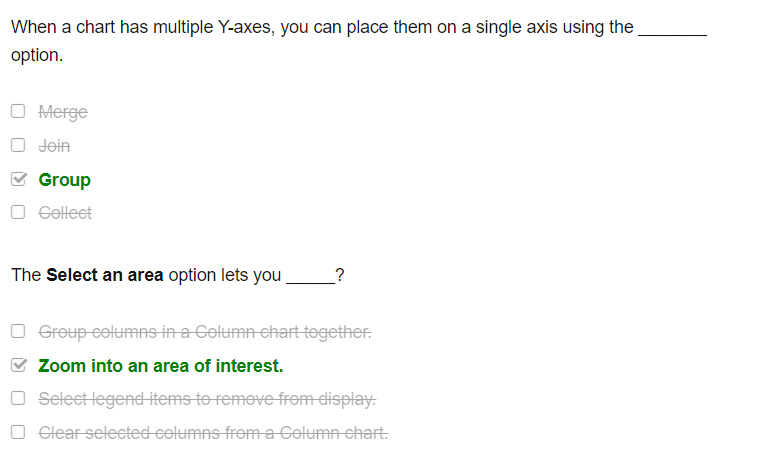 When a chart has multiple Y-axes, you can place them on a single axis using the _______
option.
Merge
Join
Group
Collect
The Select an area option lets you _____?
Group columns in a Column chart together.
Zoom into an area of interest.
Select legend items to remove from display.
Clear selected columns from a Column chart.